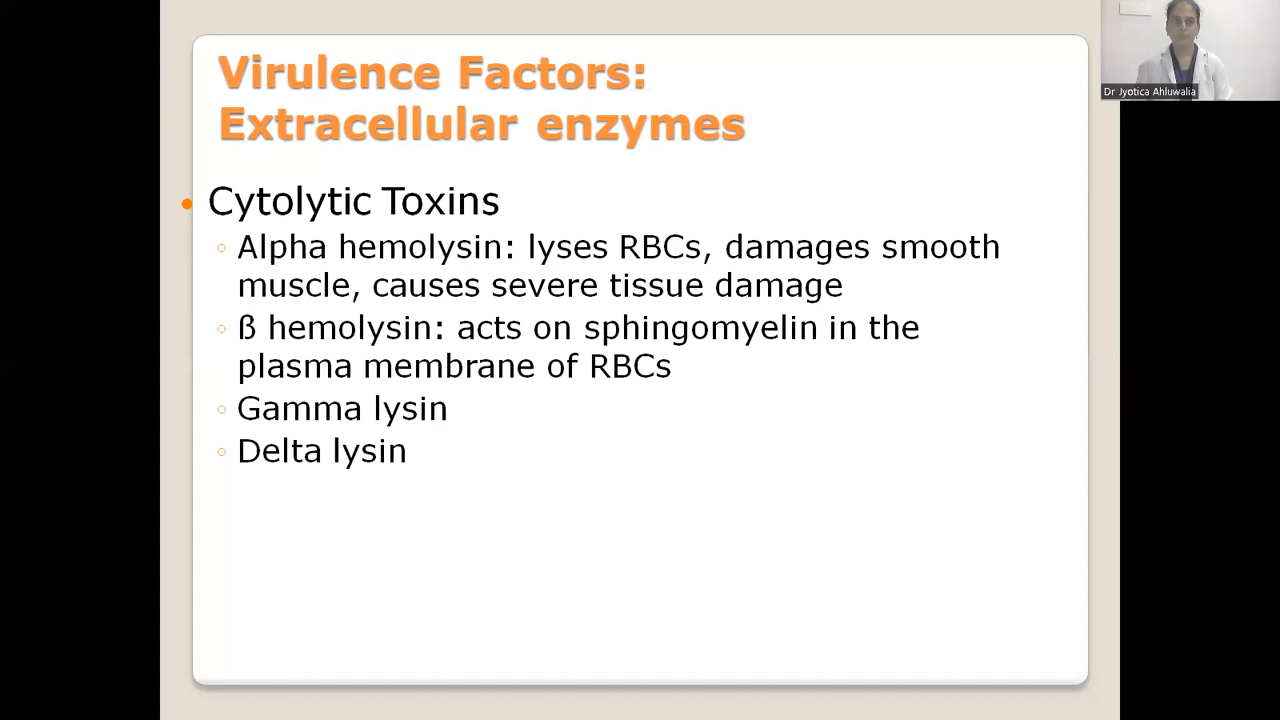 Virulence Factors:
Extracellular enzymes
Dr Jyotica Ahluwalia
• Cytolytic Toxins
◦ Alpha hemolysin: lyses RBCs, damages smooth
muscle, causes severe tissue damage
◦ ß hemolysin: acts on sphingomyelin in the
plasma membrane of RBCs
◦ Gamma lysin
◦ Delta lysin